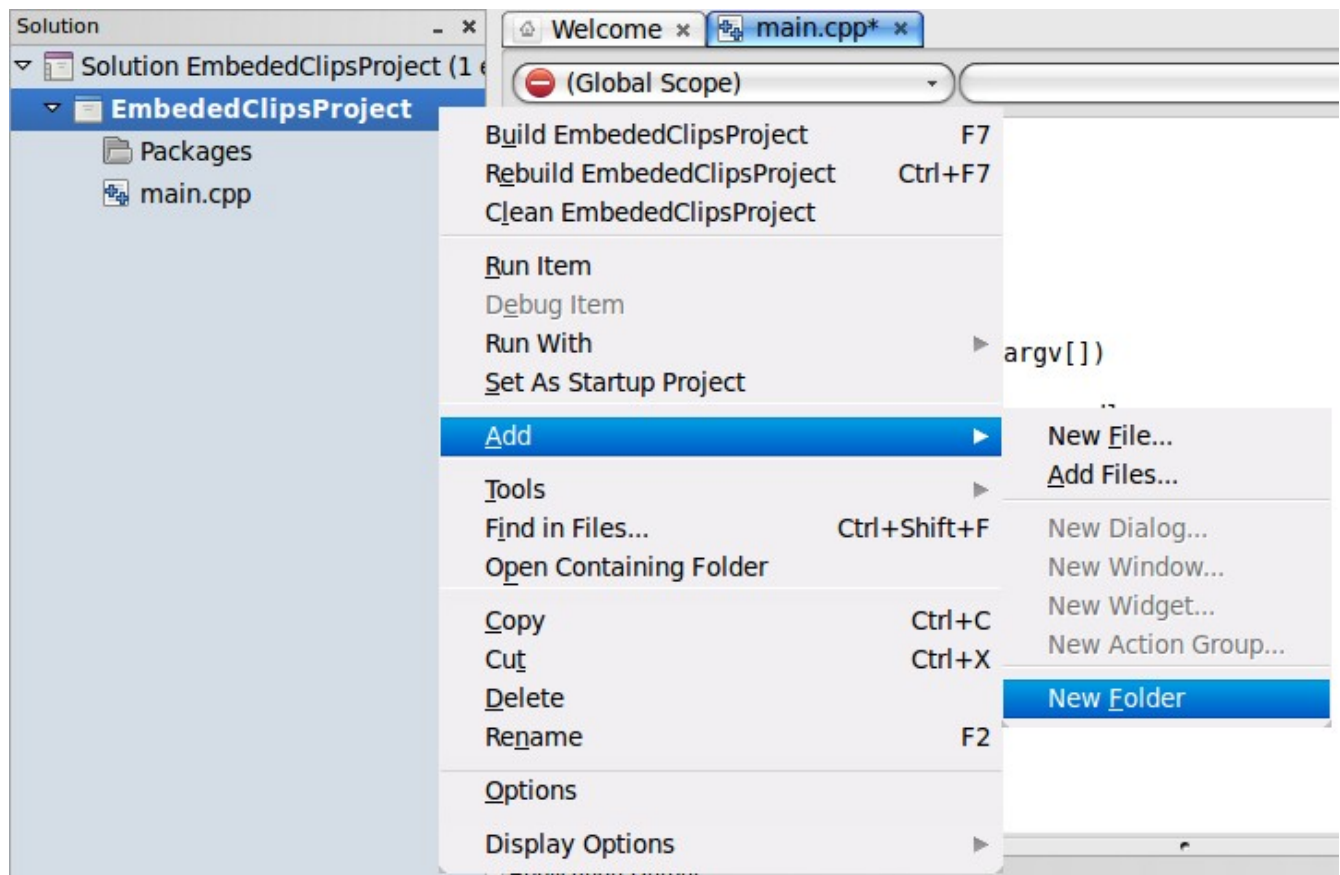 Solution
Welcome
main.cpp*
Solution EmbededClipsProject (1
(Global Scope)
EmbededClipsProject
Packages
main.cpp
Build EmbededClipsProject F7
Rebuild EmbededClipsProject Ctrl+F7
Clean EmbededClipsProject
Run Item
Debug Item
Run With
Set As Startup Project
argv[])
Add
New File...
Add Files...
Tools
Find in Files... Ctrl+Shift+F
Open Containing Folder
New Dialog...
New Window...
New Widget...
New Action Group...
Copy Ctrl+C
Cut Ctrl+X
Delete
Rename F2
New Folder
Options
Display Options